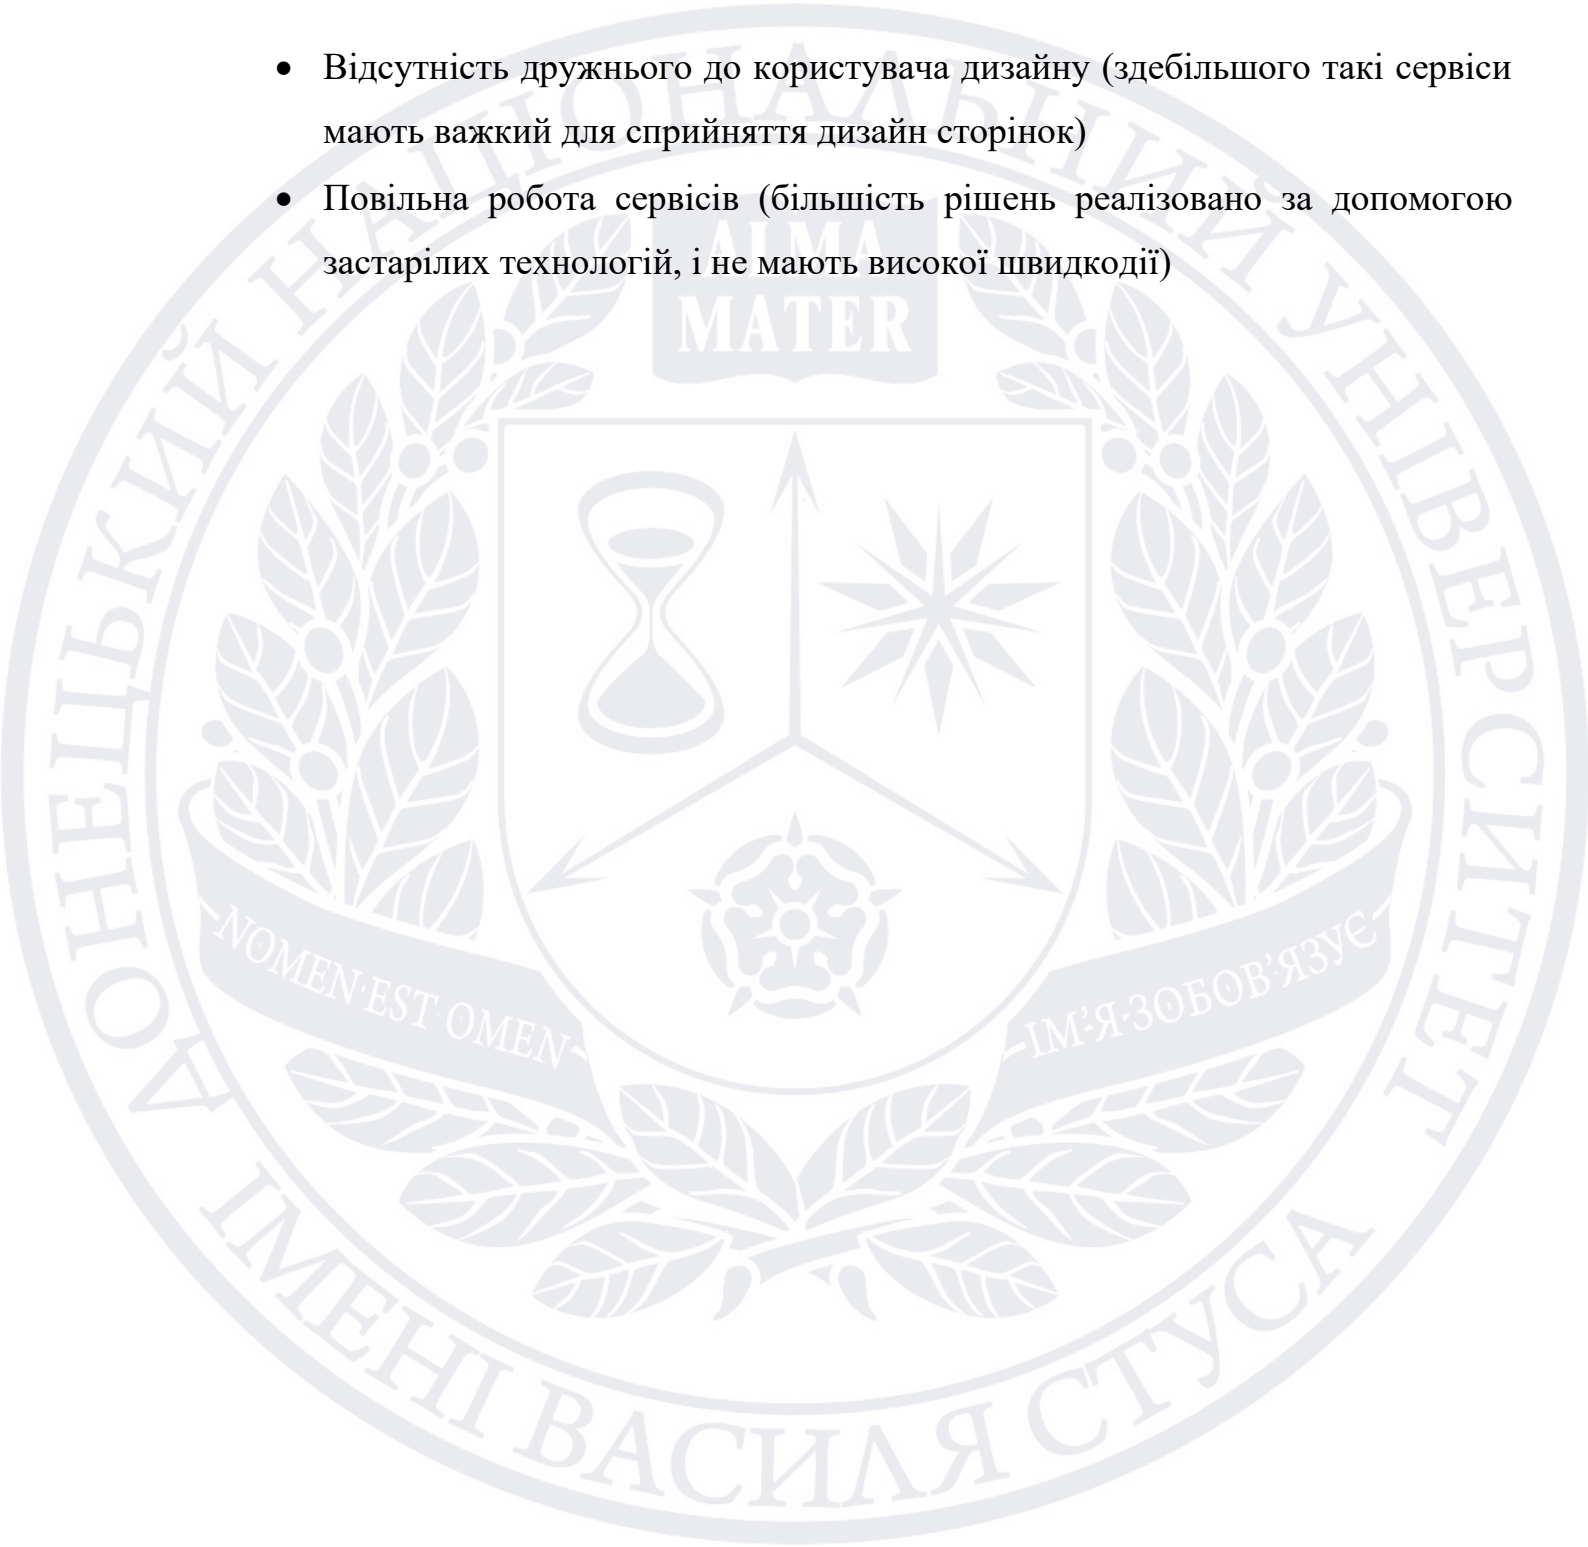 • Відсутність дружнього до користувача дизайну (здебільшого такі сервіси
мають важкий для сприйняття дизайн сторінок)
• Повільна робота сервісів (більшість рішень реалізовано за допомогою
застарілих технологій, і не мають високої швидкодії)
ДОНЕЦЬКИЙ НАЦІОНАЛЬНИЙ УНІВЕРСИТЕТ
ALMA
MATER
NOMEN·EST·OMEN
ІМ'Я·ЗОБОВ'ЯЗУЄ
ІМЕНІ ВАСИЛЯ СТУСА